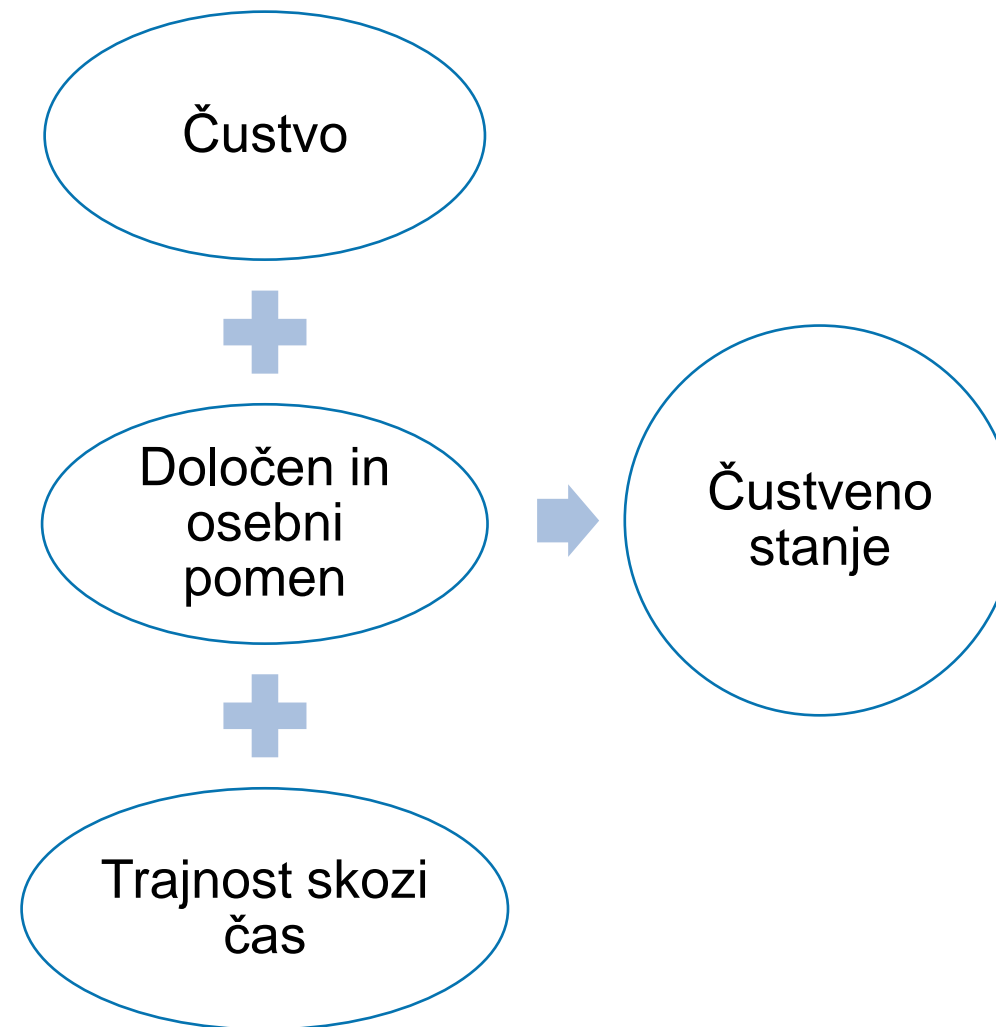 Čustvo
Določen in
osebni
pomen
Trajnost skozi
čas
Čustveno
stanje